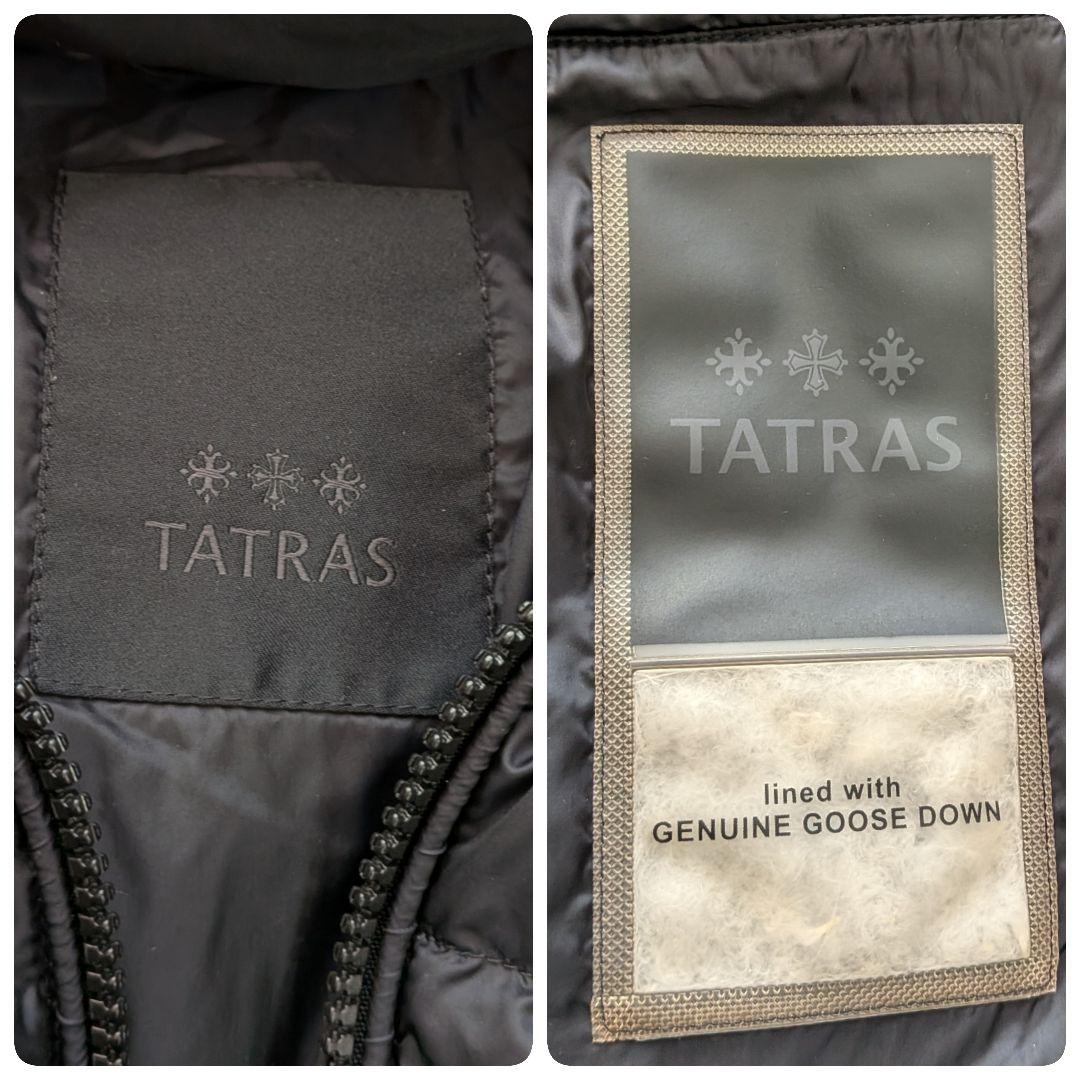 TATRAS
TATRAS
lined with
GENUINE GOOSE DOWN